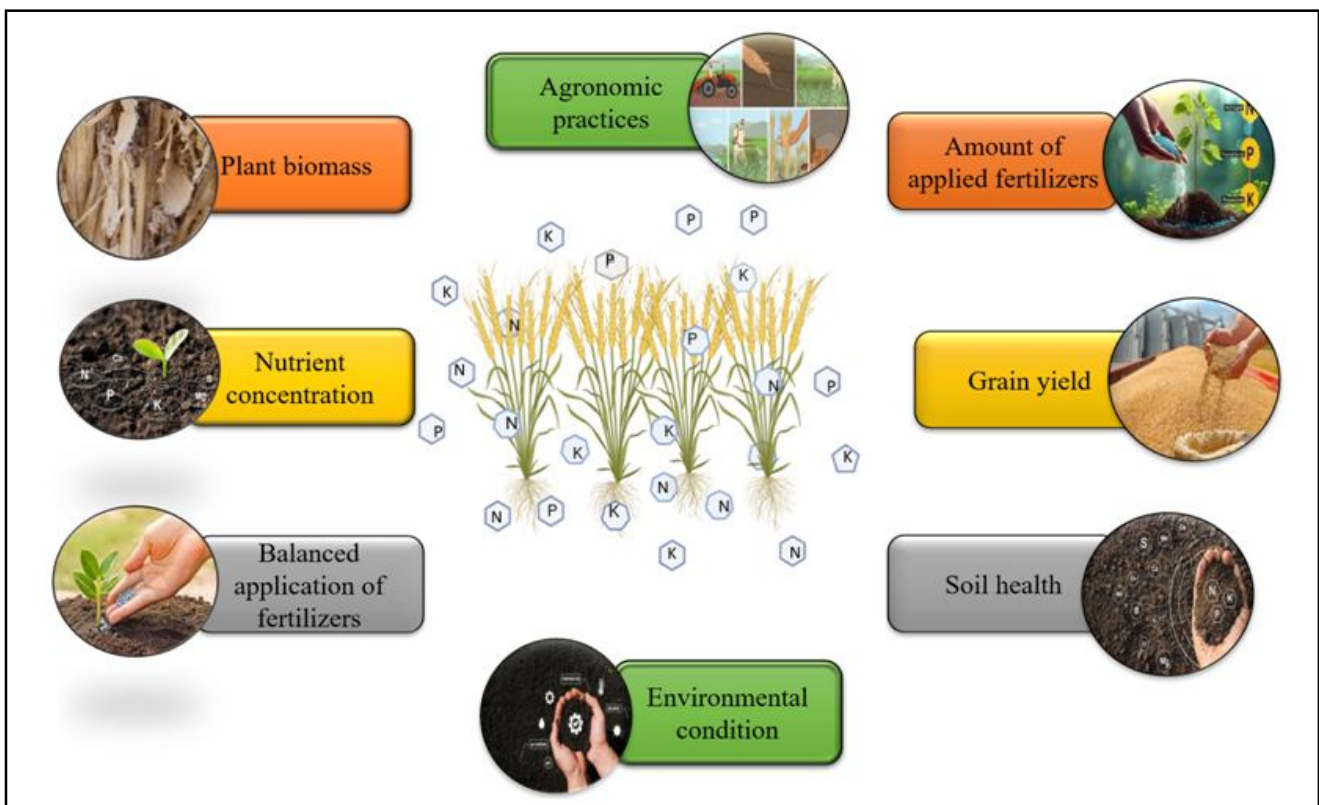 Agronomic
practices
Plant biomass
Amount of
applied fertilizers
N
P
K
P
P
K
P
K
K
N
P
Nutrient
concentration
N
P
K
Grain yield
N
N
P
P
N
K
K
K
N
N
N
P
K
K
N
Balanced
application of
fertilizers
Soil health
S
N
K
P
Environmental
condition